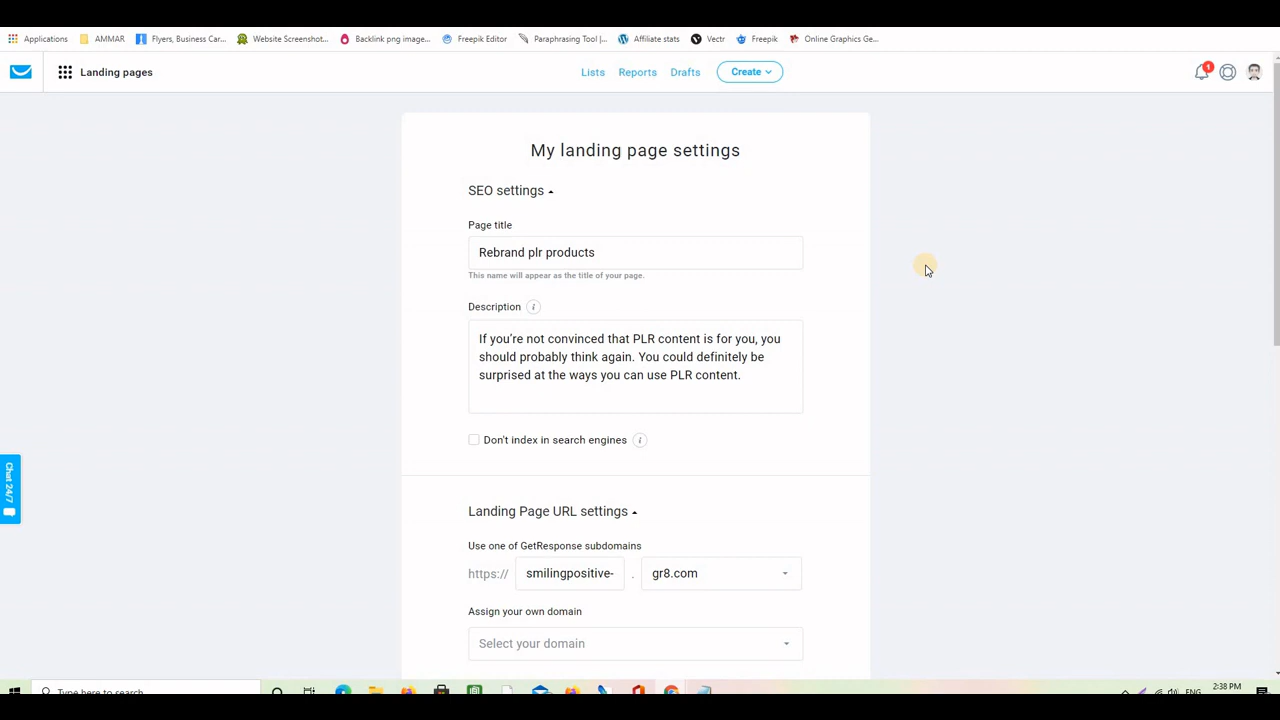 Applications AMMAR Flyers, Business Car... Website Screenshot... Backlink png image... Freepik Editor Paraphrasing Tool |... Affiliate stats Vectr Freepik Online Graphics Ge...
Landing pages Lists Reports Drafts Create 1
My landing page settings
SEO settings
Page title
Rebrand plr products
This name will appear as the title of your page.
Description i
If you're not convinced that PLR content is for you, you
should probably think again. You could definitely be
surprised at the ways you can use PLR content.
Don't index in search engines i
Chat 24/7
Landing Page URL settings
Use one of GetResponse subdomains
https:// smilingpositive- . gr8.com
Assign your own domain
Select your domain
Type here to search ENG 2:38 PM